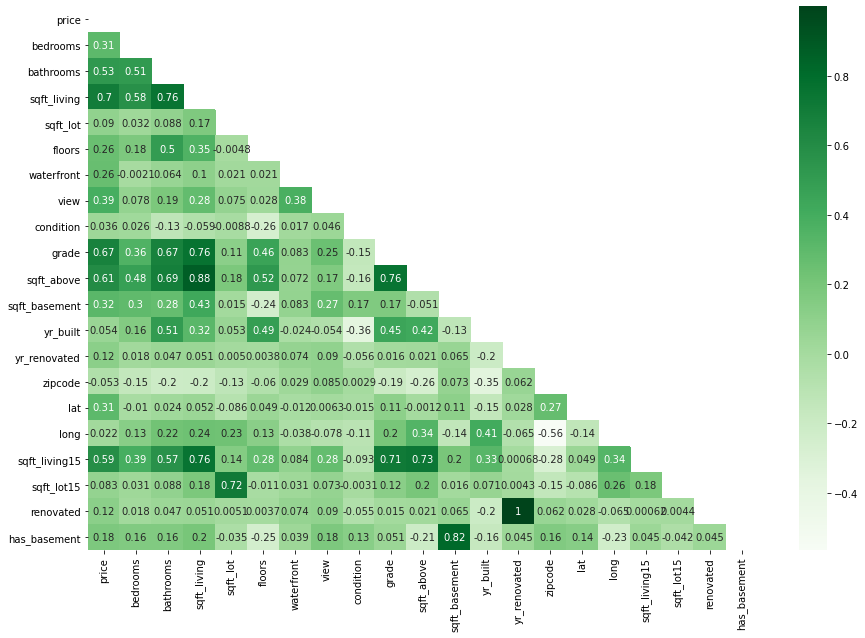 price
bedrooms 0.31
bathrooms 0.53 0.51
sqft_living 0.7 0.58 0.76
sqft_lot 0.09 0.032 0.088 0.17
floors 0.26 0.18 0.5 0.35 -0.0048
waterfront 0.26 -0.0021 0.064 0.1 0.021 0.021
view 0.39 0.078 0.19 0.28 0.075 0.028 0.38
condition 0.036 0.026 -0.13 -0.059 -0.0088 -0.26 0.017 0.046
grade 0.67 0.36 0.67 0.76 0.11 0.46 0.083 0.25 -0.15
sqft_above 0.61 0.48 0.69 0.88 0.18 0.52 0.072 0.17 -0.16 0.76
sqft_basement 0.32 0.3 0.28 0.43 0.015 -0.24 0.083 0.27 0.17 0.17 -0.051
yr_built 0.054 0.16 0.51 0.32 0.053 0.49 -0.024 -0.054 -0.36 0.45 0.42 -0.13
yr_renovated 0.12 0.018 0.047 0.051 0.005 0.0038 0.074 0.09 -0.056 0.016 0.021 0.065 -0.2
zipcode -0.053 -0.15 -0.2 -0.2 -0.13 -0.06 0.029 0.085 0.0029 -0.19 -0.26 0.073 -0.35 0.062
lat 0.31 -0.01 0.024 0.052 -0.086 0.049 -0.012 0.0063 -0.015 0.11 -0.0012 0.11 -0.15 0.028 0.27
long 0.022 0.13 0.22 0.24 0.23 0.13 -0.038 -0.078 -0.11 0.2 0.34 -0.14 0.41 -0.065 -0.56 -0.14
sqft_living15 0.59 0.39 0.57 0.76 0.14 0.28 0.084 0.28 -0.093 0.71 0.73 0.2 0.33 0.00068 -0.28 0.049 0.34
sqft_lot15 0.083 0.031 0.088 0.18 0.72 -0.011 0.031 0.073 -0.0031 0.12 0.2 0.016 0.071 0.0043 -0.15 -0.086 0.26 0.18
renovated 0.12 0.018 0.047 0.051 0.0051 0.0037 0.074 0.09 -0.055 0.015 0.021 0.065 -0.2 1 0.062 0.028 -0.065 0.00062 0.0044
has_basement 0.18 0.16 0.16 0.2 -0.035 -0.25 0.039 0.18 0.13 0.051 -0.21 0.82 -0.16 0.045 0.16 0.14 -0.23 0.045 -0.042 0.045
price
bedrooms
bathrooms
sqft_living
sqft_lot
floors
waterfront
view
condition
grade
sqft_above
sqft_basement
yr_built
yr_renovated
zipcode
lat
long
sqft_living15
sqft_lot15
renovated
has_basement
0.8
0.6
0.4
0.2
0.0
-0.2
-0.4